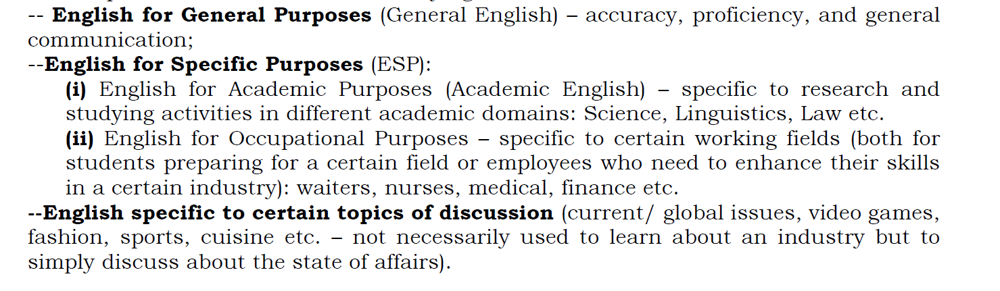 -- English for General Purposes (General English) – accuracy, proficiency, and general
communication;
--English for Specific Purposes (ESP):
(i) English for Academic Purposes (Academic English) – specific to research and
studying activities in different academic domains: Science, Linguistics, Law etc.
(ii) English for Occupational Purposes – specific to certain working fields (both for
students preparing for a certain field or employees who need to enhance their skills
in a certain industry): waiters, nurses, medical, finance etc.
--English specific to certain topics of discussion (current/ global issues, video games,
fashion, sports, cuisine etc. – not necessarily used to learn about an industry but to
simply discuss about the state of affairs).